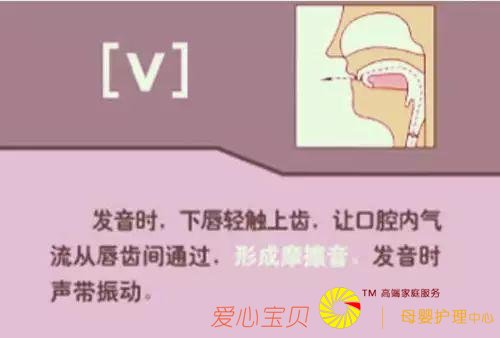 [v]
发音时，下唇轻触上齿，让口腔内气
流从唇齿间通过，形成摩擦音。发音时
声带振动。
TM 高端家庭服务
爱心宝贝 | 母婴护理中心